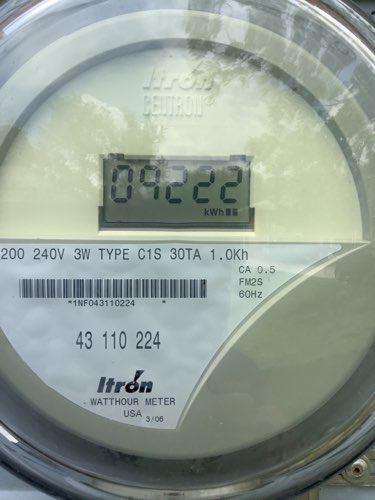 Itron
CENTRON®
09222
kWh
200 240V 3W TYPE C1S 30TA 1.0Kh
CA 0.5
FM2S
60Hz
*1NF043110224 *
43 110 224
Itron
WATTHOUR METER
USA 3/06